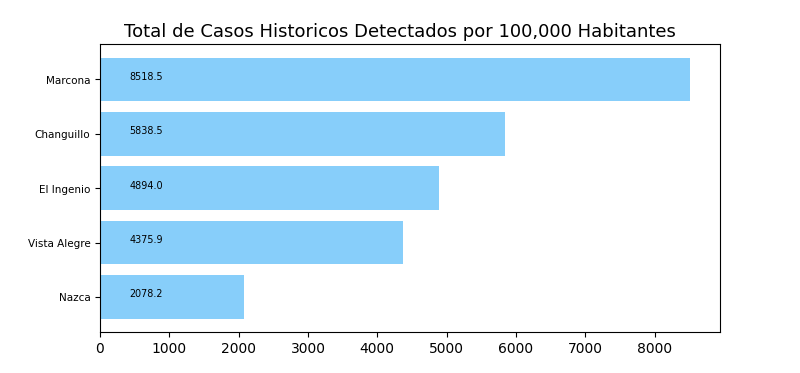 Total de Casos Historicos Detectados por 100,000 Habitantes
Marcona 8518.5
Changuillo 5838.5
El Ingenio 4894.0
Vista Alegre 4375.9
Nazca 2078.2
0 1000 2000 3000 4000 5000 6000 7000 8000